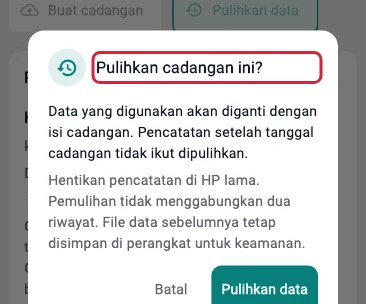 Buat cadangan
Pulihkan data
Pulihkan cadangan ini?
Data yang digunakan akan diganti dengan
isi cadangan. Pencatatan setelah tanggal
cadangan tidak ikut dipulihkan.
Hentikan pencatatan di HP lama.
Pemulihan tidak menggabungkan dua
riwayat. File data sebelumnya tetap
disimpan di perangkat untuk keamanan.
Batal
Pulihkan data